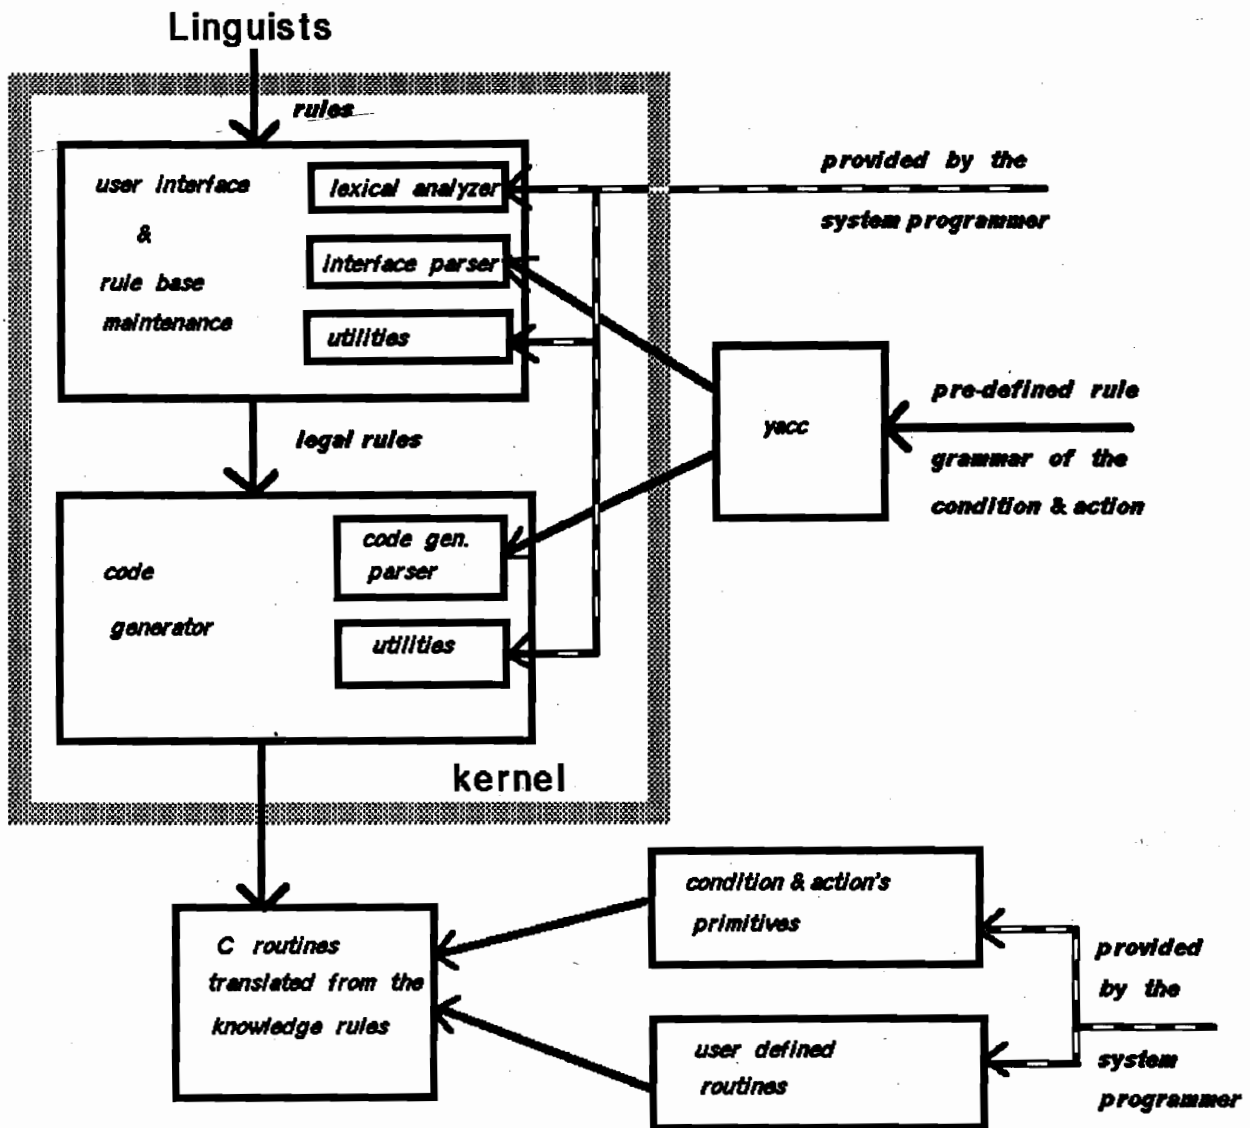 Linguists
rules
user interface
&
rule base
maintenance
lexical analyzer
interface parser
utilities
provided by the
system programmer
legal rules
yacc
pre-defined rule
grammar of the
condition & action
code
generator
code gen.
parser
utilities
kernel
C routines
translated from the
knowledge rules
condition & action's
primitives
user defined
routines
provided
by the
system
programmer